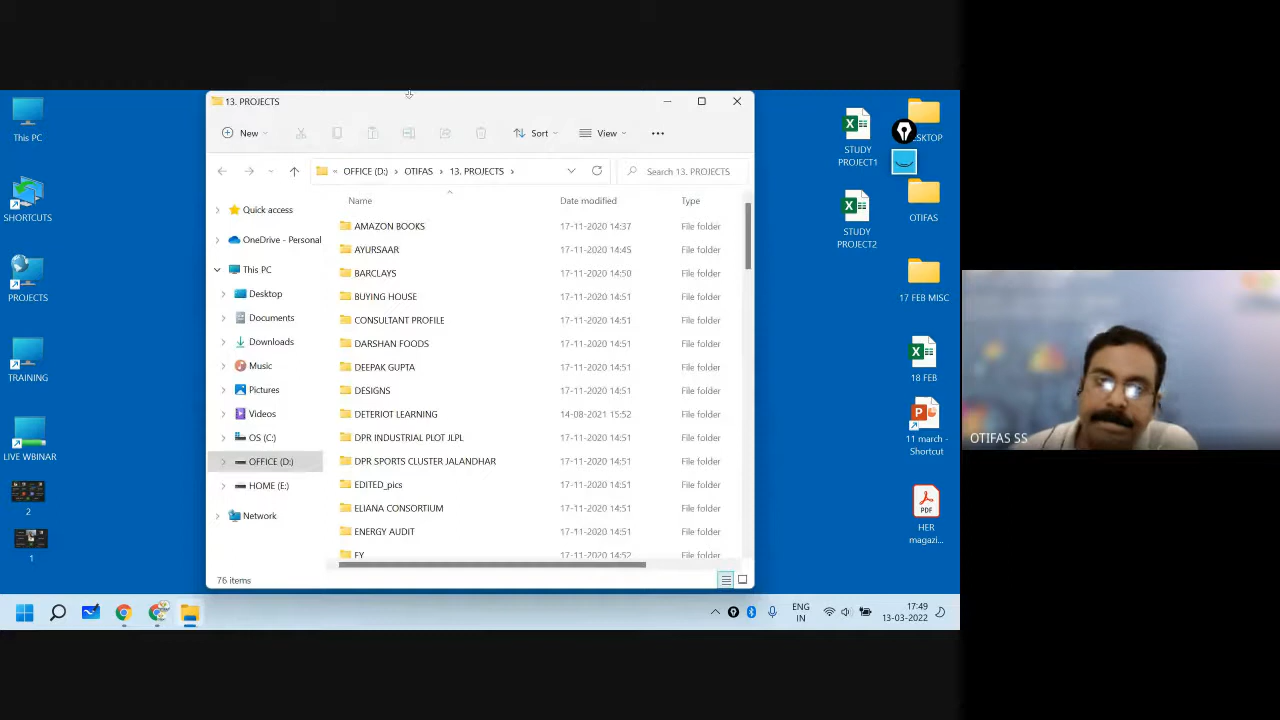 This PC
SHORTCUTS
PROJECTS
TRAINING
LIVE WBINAR
2
1
13. PROJECTS
New
Sort
View
OFFICE (D:)
OTIFAS
13. PROJECTS
Search 13. PROJECTS
Quick access
OneDrive - Personal
This PC
Desktop
Documents
Downloads
Music
Pictures
Videos
OS (C:)
OFFICE (D:)
HOME (E:)
Network
Name Date modified Type
AMAZON BOOKS 17-11-2020 14:37 File folder
AYURSAAR 17-11-2020 14:45 File folder
BARCLAYS 17-11-2020 14:50 File folder
BUYING HOUSE 17-11-2020 14:51 File folder
CONSULTANT PROFILE 17-11-2020 14:51 File folder
DARSHAN FOODS 17-11-2020 14:51 File folder
DEEPAK GUPTA 17-11-2020 14:51 File folder
DESIGNS 17-11-2020 14:51 File folder
DETERIOT LEARNING 14-08-2021 15:52 File folder
DPR INDUSTRIAL PLOT JLPL 17-11-2020 14:51 File folder
DPR SPORTS CLUSTER JALANDHAR 17-11-2020 14:51 File folder
EDITED_pics 17-11-2020 14:51 File folder
ELIANA CONSORTIUM 17-11-2020 14:51 File folder
ENERGY AUDIT 17-11-2020 14:51 File folder
17-11-2020 14:52 File folder
76 items
STUDY
PROJECT1
STUDY
PROJECT2
SKTOP
OTIFAS
17 FEB MISC
18 FEB
11 march -
Shortcut
PDF
HER
magazi...
ENG
IN
17:49
13-03-2022
OTIFAS SS